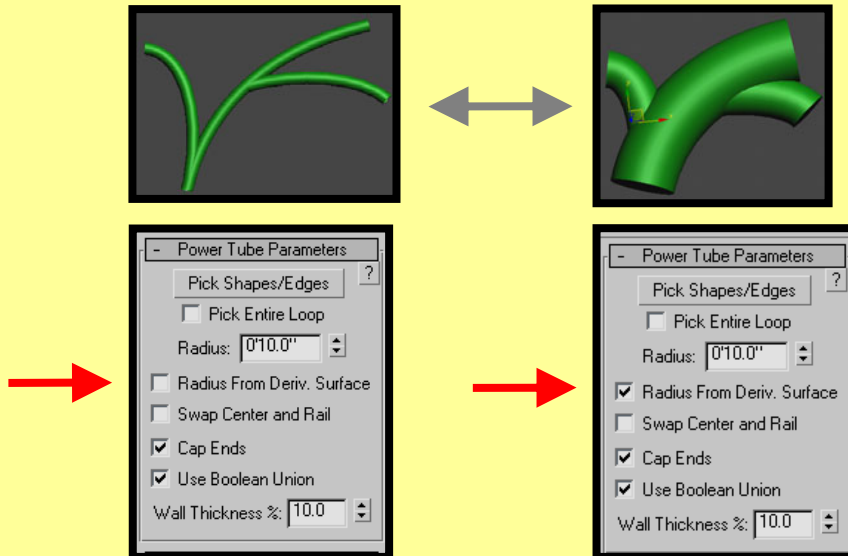 - Power Tube Parameters
Pick Shapes/Edges ?
Pick Entire Loop
Radius: 0'10.0"
Radius From Deriv. Surface
Swap Center and Rail
Cap Ends
Use Boolean Union
Wall Thickness %: 10.0
- Power Tube Parameters
Pick Shapes/Edges ?
Pick Entire Loop
Radius: 0'10.0"
Radius From Deriv. Surface
Swap Center and Rail
Cap Ends
Use Boolean Union
Wall Thickness %: 10.0